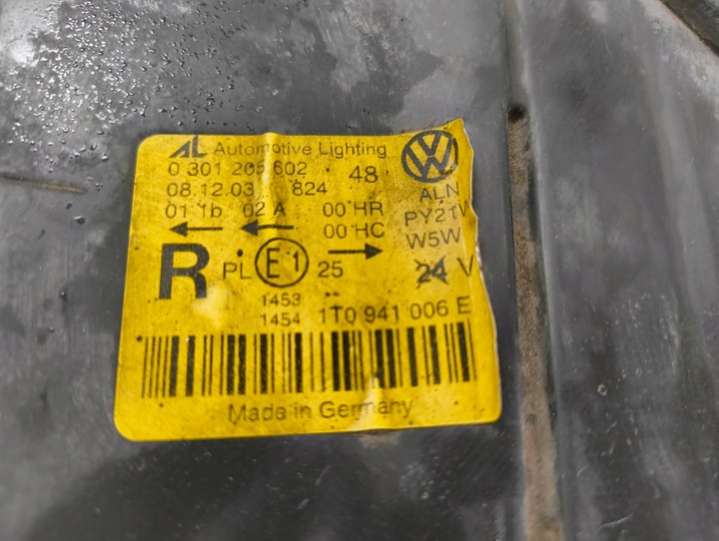 AL Automotive Lighting
0 301 205 602 48
08.12.03 824
01 1b 02 A 00 HR
00 HC
ALN
PY21W
W5W
R PL E1 25
24 V
1453
1454 1T0 941 006 E
Made in Germany